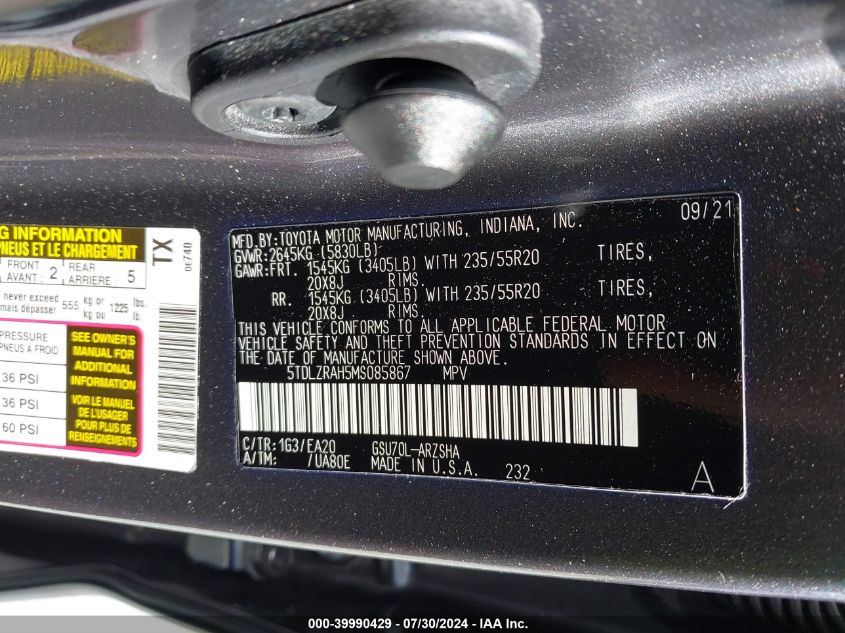 G INFORMATION
PNEUS ET LE CHARGEMENT
TX
0E740
FRONT
AVANT : 2
REAR
ARRIÈRE : 5
never exceed
mais dépasser
555
kg or
kg ou
1225
lbs.
lb.
PRESSURE
PNEUS À FROID
36 PSI
36 PSI
60 PSI
SEE OWNER'S
MANUAL FOR
ADDITIONAL
INFORMATION
VOIR LE MANUEL
DE L'USAGER
POUR PLUS DE
RENSEIGNEMENTS
MFD.BY:TOYOTA MOTOR MANUFACTURING, INDIANA, INC. 09/21
GVWR:2645KG (5830LB)
GAWR:FRT. 1545KG (3405LB) WITH 235/55R20 TIRES,
20X8J RIMS,
RR. 1545KG (3405LB) WITH 235/55R20 TIRES,
20X8J RIMS.
THIS VEHICLE CONFORMS TO ALL APPLICABLE FEDERAL MOTOR
VEHICLE SAFETY AND THEFT PREVENTION STANDARDS IN EFFECT ON
THE DATE OF MANUFACTURE SHOWN ABOVE.
5TDLZRAH5MS085867 MPV
C/TR:1G3/EA20 GSU70L-ARZSHA
A/TM: /UA80E MADE IN U.S.A. 232 A
000-39990429 / 07/30/2024 - IAA Inc.